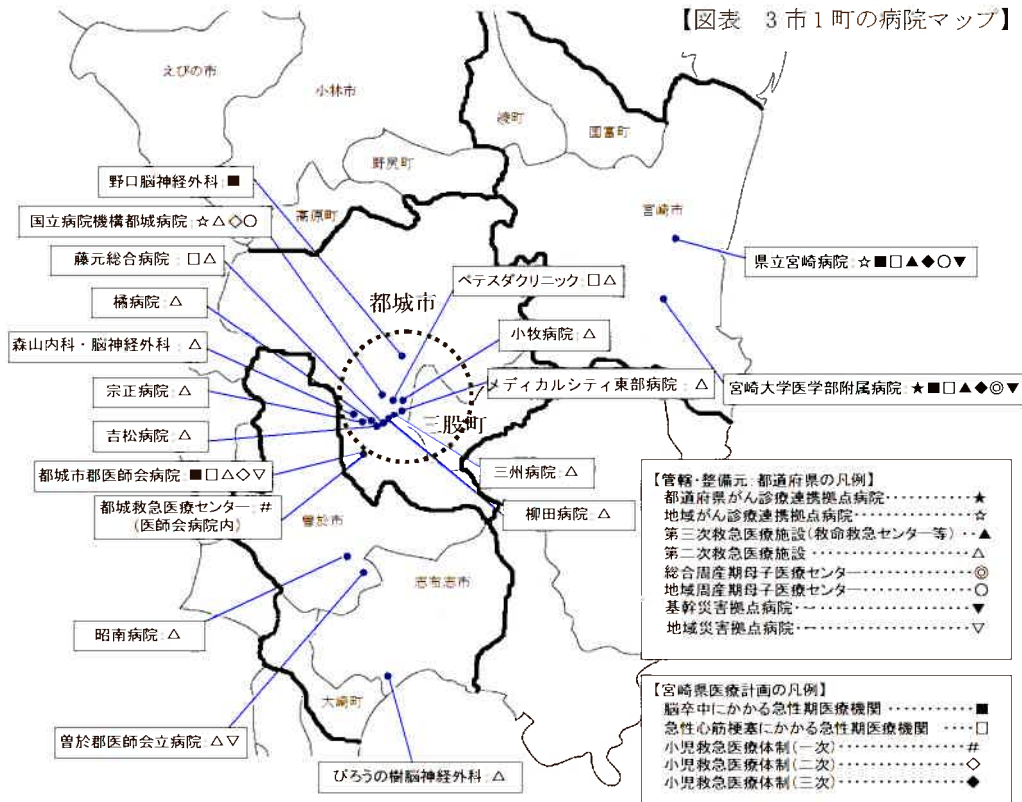 【図表 3市1町の病院マップ】
えびの市
小林市
綾町
国富町
野尻町
野口脳神経外科：■
高原町
宮崎市
国立病院機構都城病院：☆△◇○
藤元総合病院：□△
県立宮崎病院：☆■□▲◆○▼
ベテスダクリニック：□△
橘病院：△
都城市
小牧病院：△
森山内科・脳神経外科：△
メディカルシティ東部病院：△
宮崎大学医学部附属病院：★■□▲◆◎▼
宗正病院：△
三股町
吉松病院：△
都城市郡医師会病院：■□△◇▽
三州病院：△
都城救急医療センター：#
(医師会病院内)
柳田病院：△
曽於市
志布志市
昭南病院：△
大崎町
曽於郡医師会立病院：△▽
びろうの樹脳神経外科：△
【管轄・整備元：都道府県の凡例】
都道府県がん診療連携拠点病院‥‥‥‥‥★
地域がん診療連携拠点病院‥‥‥‥‥☆
第三次救急医療施設(救命救急センター等)‥▲
第二次救急医療施設‥‥‥‥‥△
総合周産期母子医療センター‥‥‥‥‥◎
地域周産期母子医療センター‥‥‥‥‥○
基幹災害拠点病院‥‥‥‥‥▼
地域災害拠点病院‥‥‥‥‥▽
【宮崎県医療計画の凡例】
脳卒中にかかる急性期医療機関‥‥‥‥‥■
急性心筋梗塞にかかる急性期医療機関‥‥□
小児救急医療体制(一次)‥‥‥‥‥#
小児救急医療体制(二次)‥‥‥‥‥◇
小児救急医療体制(三次)‥‥‥‥‥◆